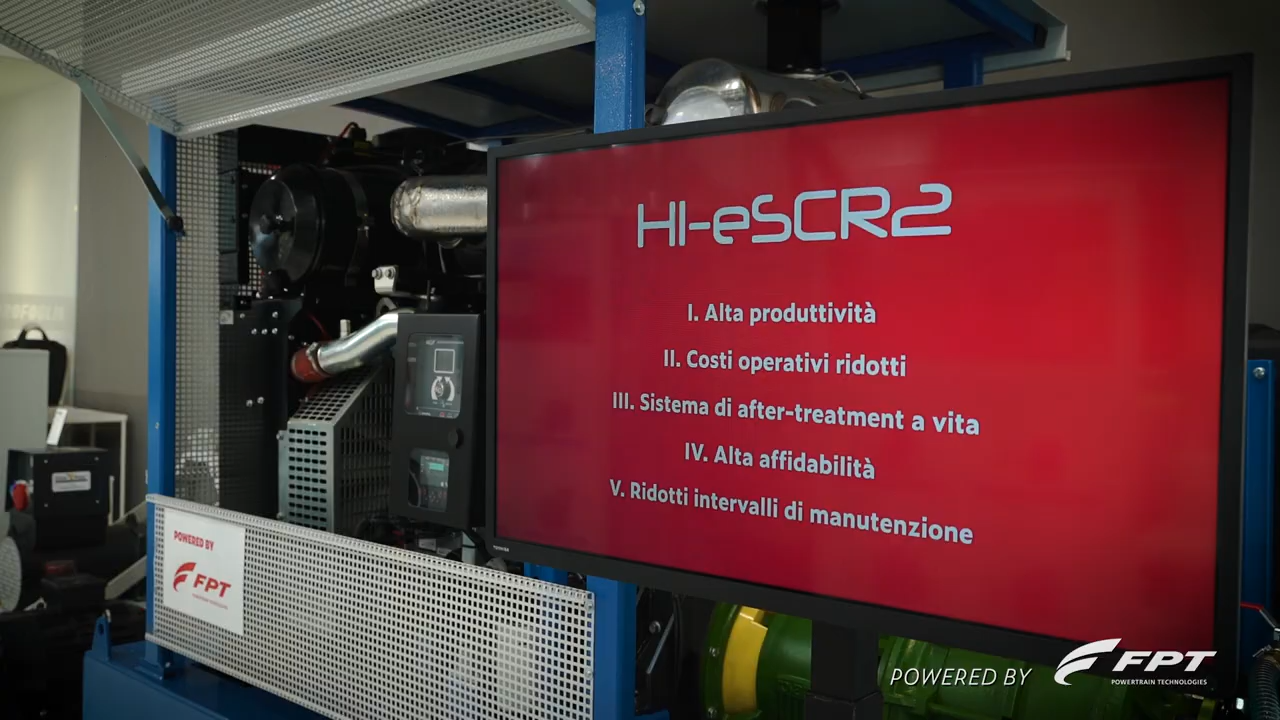 HI-eSCR2
I. Alta produttività
II. Costi operativi ridotti
III. Sistema di after-treatment a vita
IV. Alta affidabilità
V. Ridotti intervalli di manutenzione
TOSHIBA
POWERED BY
FPT
POWERED BY
FPT
POWERTRAIN TECHNOLOGIES